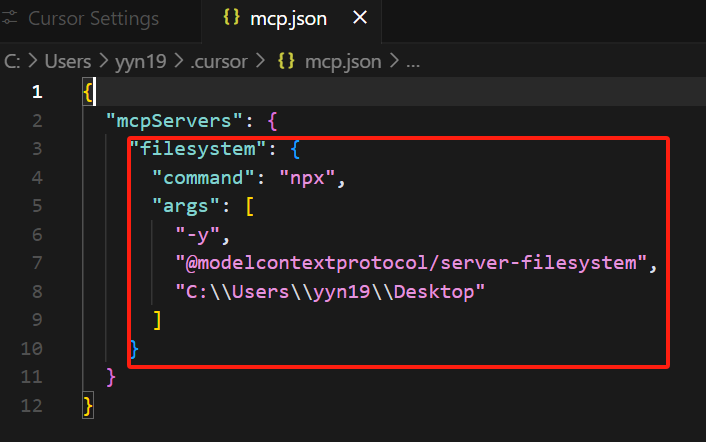 Cursor Settings {} mcp.json ×
C: > Users > yyn19 > .cursor > {} mcp.json > ...
1 {
2 "mcpServers": {
3 "filesystem": {
4 "command": "npx",
5 "args": [
6 "-y",
7 "@modelcontextprotocol/server-filesystem",
8 "C:\\Users\\yyn19\\Desktop"
9 ]
10 }
11 }
12 }